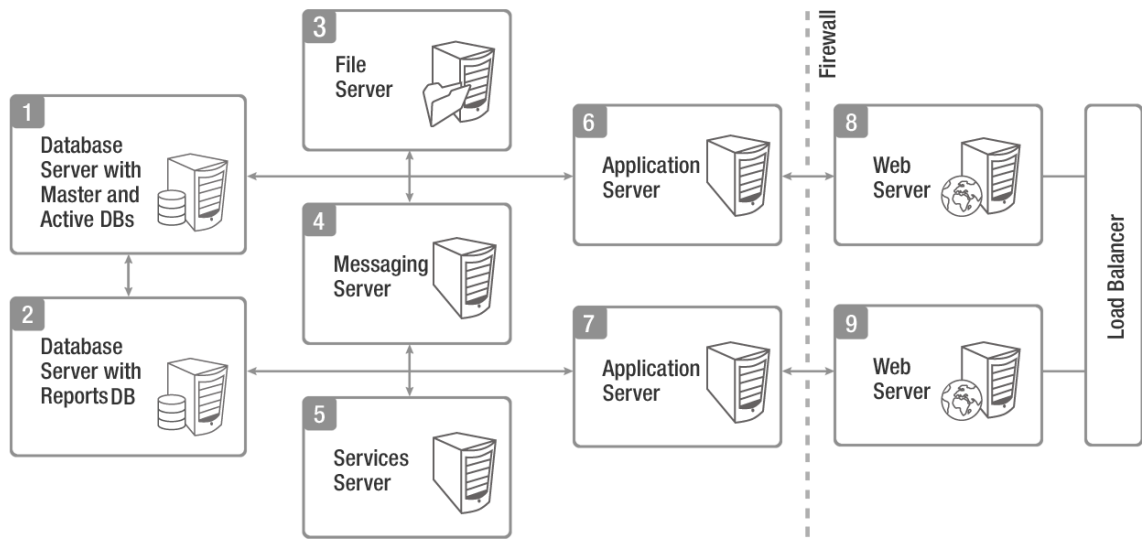 1
Database
Server with
Master and
Active DBs
2
Database
Server with
Reports DB
3
File
Server
4
Messaging
Server
5
Services
Server
6
Application
Server
7
Application
Server
Firewall
8
Web
Server
9
Web
Server
Load Balancer